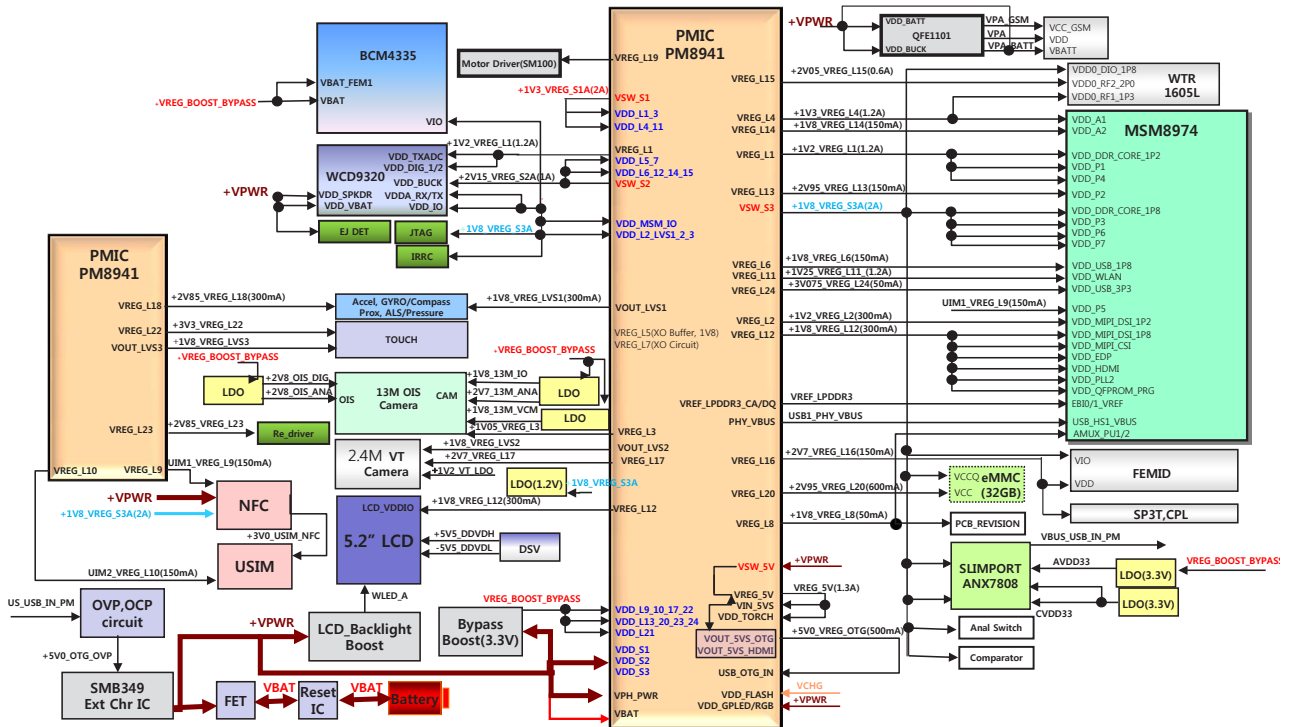 BCM4335
VBAT_FEM1
VBAT
VIO
+VREG_BOOST_BYPASS
Motor Driver(SM100)
PMIC
PM8941
VREG_L19
+1V3_VREG_S1A(2A)
VSW_S1
VDD_L1_3
VDD_L4_11
+1V2_VREG_L1(1.2A)
VREG_L1
VDD_L5_7
VDD_L6_12_14_15
+2V15_VREG_S2A(1A)
VSW_S2
WCD9320
VDD_TXADC
VDD_DIG_1/2
VDD_BUCK
VDD_SPKDR
VDDA_RX/TX
VDD_VBAT
VDD_IO
+VPWR
EJ DET
JTAG
IRRC
1V8_VREG_S3A
VDD_MSM_IO
VDD_L2_LVS1_2_3
PMIC
PM8941
VREG_L18
+2V85_VREG_L18(300mA)
Accel, GYRO/Compass
Prox, ALS/Pressure
+1V8_VREG_LVS1(300mA)
VOUT_LVS1
VREG_L22
+3V3_VREG_L22
VOUT_LVS3
+1V8_VREG_LVS3
TOUCH
VREG_L5(XO Buffer, 1V8)
VREG_L7(XO Circuit)
+VREG_BOOST_BYPASS
+VREG_BOOST_BYPASS
LDO
+2V8_OIS_DIG
+2V8_OIS_ANA
OIS
13M OIS
Camera
CAM
+1V8_13M_IO
+2V7_13M_ANA
LDO
+1V8_13M_VCM
LDO
+1V05_VREG_L3
VREG_L3
VREG_L23
+2V85_VREG_L23
Re_driver
2.4M VT
Camera
+1V8_VREG_LVS2
VOUT_LVS2
+2V7_VREG_L17
VREG_L17
+1V2_VT_LDO
LDO(1.2V)
1V8_VREG_S3A
VREG_L10
VREG_L9
UIM1_VREG_L9(150mA)
+VPWR
+1V8_VREG_S3A(2A)
NFC
+3V0_USIM_NFC
USIM
UIM2_VREG_L10(150mA)
LCD_VDDIO
5.2” LCD
+1V8_VREG_L12(300mA)
VREG_L12
+5V5_DDVDH
-5V5_DDVDL
DSV
WLED_A
US_USB_IN_PM
OVP,OCP
circuit
+5V0_OTG_OVP
SMB349
Ext Chr IC
+VPWR
LCD_Backlight
Boost
Bypass
Boost(3.3V)
VREG_BOOST_BYPASS
VDD_L9_10_17_22
VDD_L13_20_23_24
VDD_L21
VDD_S1
VDD_S2
VDD_S3
VPH_PWR
VBAT
FET
VBAT
Reset
IC
VBAT
Battery
+VPWR
VDD_BATT
QFE1101
VDD_BUCK
VPA_GSM
VPA
VPA_BATT
VCC_GSM
VDD
VBATT
VREG_L15
+2V05_VREG_L15(0.6A)
VDD0_DIO_1P8
VDD0_RF2_2P0
VDD0_RF1_1P3
WTR
1605L
VREG_L4
+1V3_VREG_L4(1.2A)
VREG_L14
+1V8_VREG_L14(150mA)
VREG_L1
+1V2_VREG_L1(1.2A)
VREG_L13
+2V95_VREG_L13(150mA)
VSW_S3
+1V8_VREG_S3A(2A)
MSM8974
VDD_A1
VDD_A2
VDD_DDR_CORE_1P2
VDD_P1
VDD_P4
VDD_P2
VDD_DDR_CORE_1P8
VDD_P3
VDD_P6
VDD_P7
VREG_L6
+1V8_VREG_L6(150mA)
VDD_USB_1P8
VREG_L11
+1V25_VREG_L11_(1.2A)
VDD_WLAN
VREG_L24
+3V075_VREG_L24(50mA)
VDD_USB_3P3
UIM1_VREG_L9(150mA)
VDD_P5
VREG_L2
+1V2_VREG_L2(300mA)
VDD_MIPI_DSI_1P2
VREG_L12
+1V8_VREG_L12(300mA)
VDD_MIPI_DSI_1P8
VDD_MIPI_CSI
VDD_EDP
VDD_HDMI
VDD_PLL2
VDD_QFPROM_PRG
VREF_LPDDR3_CA/DQ
VREF_LPDDR3
EBI0/1_VREF
PHY_VBUS
USB1_PHY_VBUS
USB_HS1_VBUS
AMUX_PU1/2
VREG_L16
+2V7_VREG_L16(150mA)
VIO
VDD
FEMID
VREG_L20
+2V95_VREG_L20(600mA)
VCCQ
VCC
eMMC
(32GB)
SP3T,CPL
VREG_L8
+1V8_VREG_L8(50mA)
PCB_REVISION
VBUS_USB_IN_PM
SLIMPORT
ANX7808
AVDD33
VREG_BOOST_BYPASS
LDO(3.3V)
CVDD33
LDO(3.3V)
Anal Switch
Comparator
VSW_5V
+VPWR
VREG_5V
VREG_5V(1.3A)
VIN_5VS
VDD_TORCH
VOUT_5VS_OTG
VOUT_5VS_HDMI
+5V0_VREG_OTG(500mA)
USB_OTG_IN
VDD_FLASH
VCHG
VDD_GPLED/RGB
+VPWR